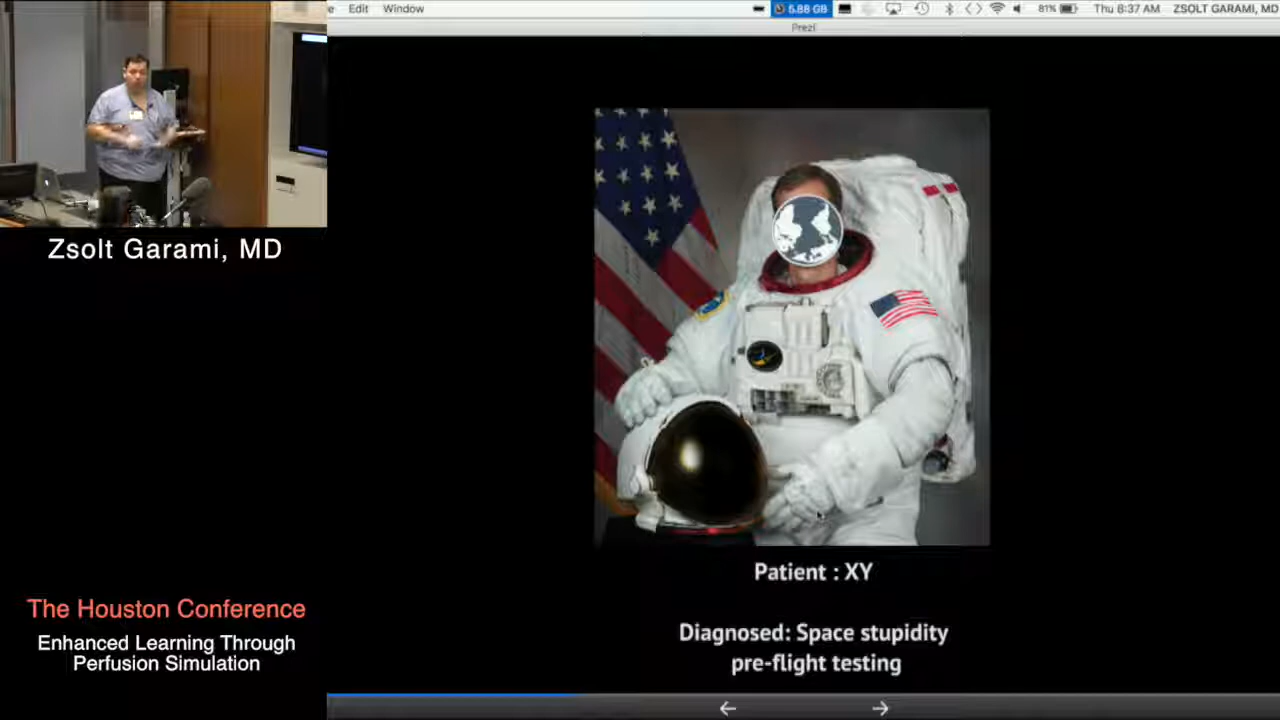 Edit Window 5.88 GB 81% Thu 8:37 AM ZSOLT GARAMI, MD
Prezi
Zsolt Garami, MD
Patient : XY
The Houston Conference
Enhanced Learning Through
Perfusion Simulation
Diagnosed: Space stupidity
pre-flight testing